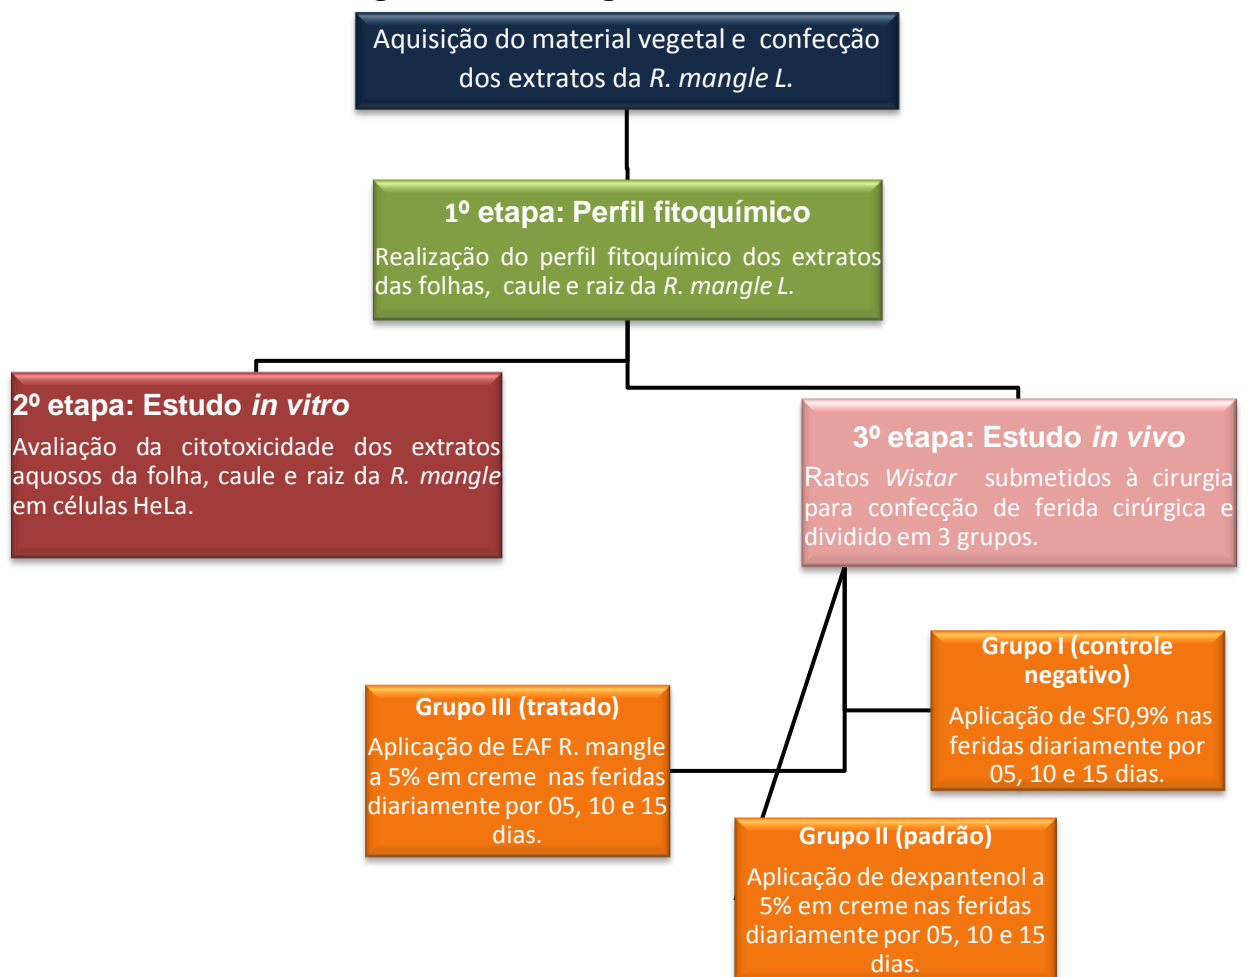 Aquisição do material vegetal e confecção
dos extratos da R. mangle L.
1º etapa: Perfil fitoquímico
Realização do perfil fitoquímico dos extratos
das folhas, caule e raiz da R. mangle L.
2º etapa: Estudo in vitro
Avaliação da citotoxicidade dos extratos
aquosos da folha, caule e raiz da R. mangle
em células HeLa.
3º etapa: Estudo in vivo
Ratos Wistar submetidos à cirurgia
para confecção de ferida cirúrgica e
dividido em 3 grupos.
Grupo I (controle
negativo)
Aplicação de SF0,9% nas
feridas diariamente por
05, 10 e 15 dias.
Grupo III (tratado)
Aplicação de EAF R. mangle
a 5% em creme nas feridas
diariamente por 05, 10 e 15
dias.
Grupo II (padrão)
Aplicação de dexpantenol a
5% em creme nas feridas
diariamente por 05, 10 e 15
dias.